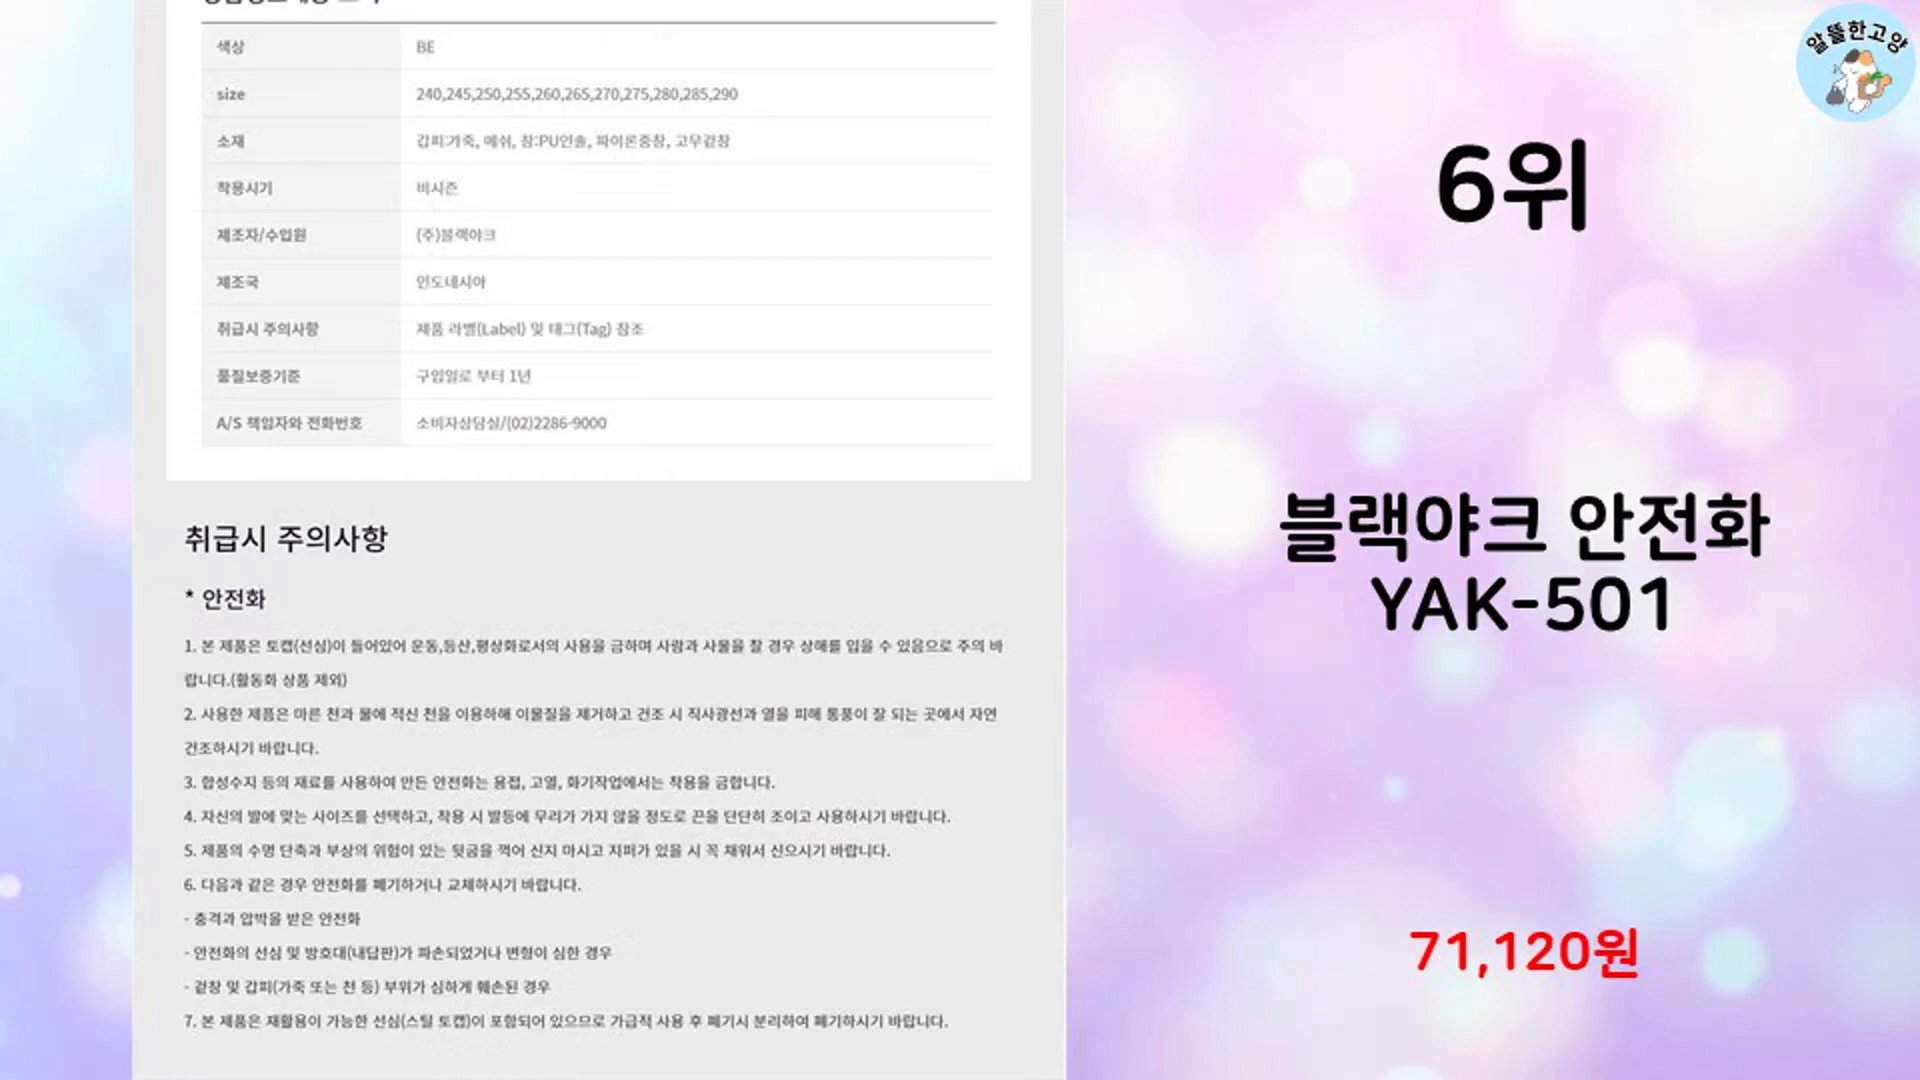 색상 BE
size 240,245,250,255,260,265,270,275,280,285,290
소재 갑피:가죽, 메쉬, 창:PU인솔, 파이론중창, 고무겉창
착용시기 비시즌
제조자/수입원 (주)블랙야크
제조국 인도네시아
취급시 주의사항 제품 라벨(Label) 및 태그(Tag) 참조
품질보증기준 구입일로 부터 1년
A/S 책임자와 전화번호 소비자상담실/(02)2286-9000
취급시 주의사항
* 안전화
1. 본 제품은 토캡(선심)이 들어있어 운동,등산,평상화로서의 사용을 금하며 사람과 사물을 찰 경우 상해를 입을 수 있음으로 주의 바
랍니다.(활동화 상품 제외)
2. 사용한 제품은 마른 천과 물에 적신 천을 이용하해 이물질을 제거하고 건조 시 직사광선과 열을 피해 통풍이 잘 되는 곳에서 자연
건조하시기 바랍니다.
3. 합성수지 등의 재료를 사용하여 만든 안전화는 용접, 고열, 화기작업에서는 착용을 금합니다.
4. 자신의 발에 맞는 사이즈를 선택하고, 착용 시 발등에 무리가 가지 않을 정도로 끈을 단단히 조이고 사용하시기 바랍니다.
5. 제품의 수명 단축과 부상의 위험이 있는 뒷굽을 꺽어 신지 마시고 지퍼가 있을 시 꼭 채워서 신으시기 바랍니다.
6. 다음과 같은 경우 안전화를 폐기하거나 교체하시기 바랍니다.
- 충격과 압박을 받은 안전화
- 안전화의 선심 및 방호대(내답판)가 파손되었거나 변형이 심한 경우
- 겉창 및 갑피(가죽 또는 천 등) 부위가 심하게 훼손된 경우
7. 본 제품은 재활용이 가능한 선심(스틸 토캡)이 포함되어 있으므로 가급적 사용 후 폐기시 분리하여 폐기하시기 바랍니다.
알뜰한고양
6위
블랙야크 안전화
YAK-501
71,120원